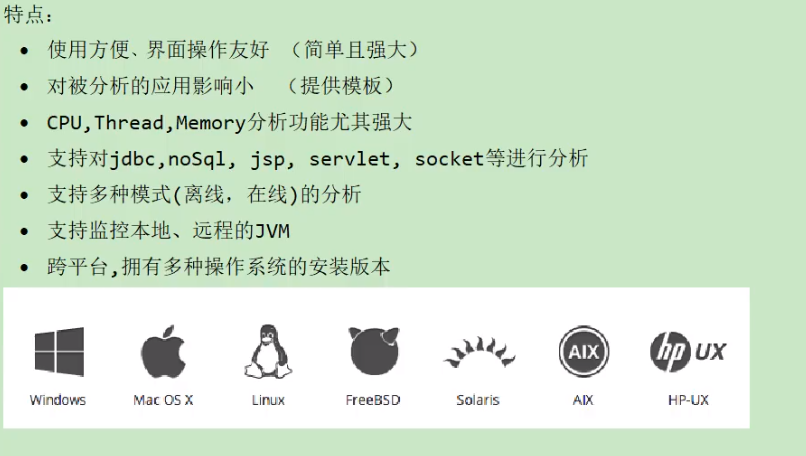 特点：
• 使用方便、界面操作友好 （简单且强大）
• 对被分析的应用影响小 （提供模板）
• CPU,Thread,Memory分析功能尤其强大
• 支持对jdbc,noSql, jsp, servlet, socket等进行分析
• 支持多种模式(离线，在线)的分析
• 支持监控本地、远程的JVM
• 跨平台,拥有多种操作系统的安装版本
AIX hp UX
Windows Mac OS X Linux FreeBSD Solaris AIX HP-UX